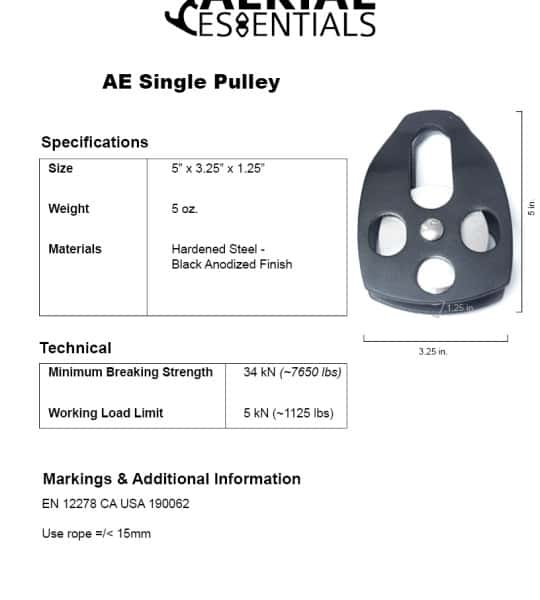 AERIAL
ESSENTIALS
AE Single Pulley
Specifications
Size 5" x 3.25" x 1.25"
Weight 5 oz.
Materials Hardened Steel -
Black Anodized Finish
5 in.
1.25 in.
3.25 in.
Technical
Minimum Breaking Strength 34 kN (~7650 lbs)
Working Load Limit 5 kN (~1125 lbs)
Markings & Additional Information
EN 12278 CA USA 190062
Use rope =/< 15mm